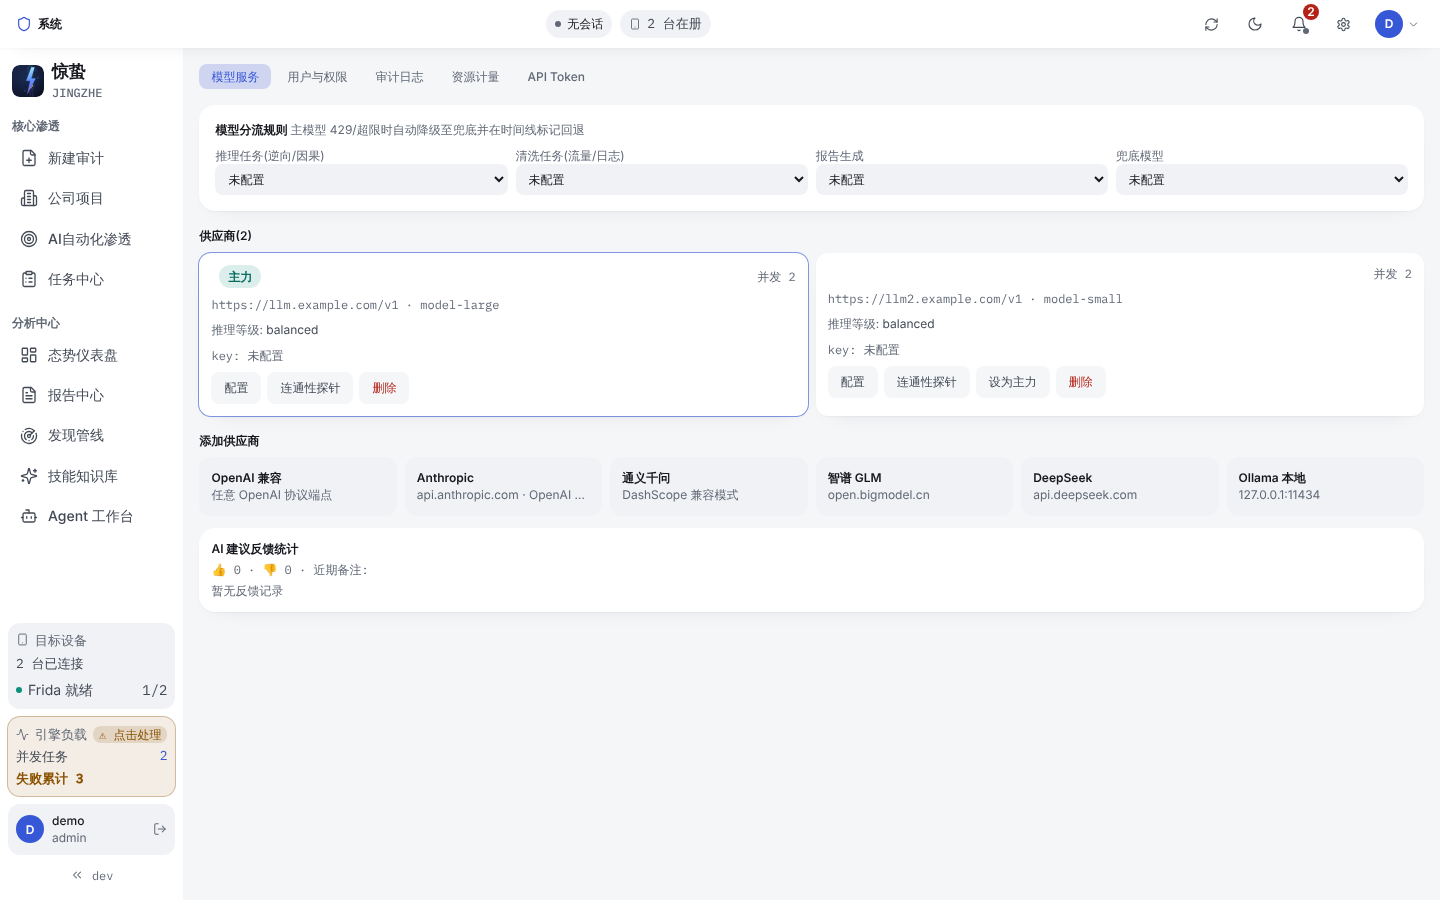 系统
无会话
2 台在册
2
D
惊蛰
JINGZHE
核心渗透
新建审计
公司项目
AI自动化渗透
任务中心
分析中心
态势仪表盘
报告中心
发现管线
技能知识库
Agent 工作台
目标设备
2 台已连接
Frida 就绪 1/2
引擎负载 ⚠ 点击处理
并发任务 2
失败累计 3
D
demo
admin
dev
模型服务 用户与权限 审计日志 资源计量 API Token
模型分流规则 主模型 429/超限时自动降级至兜底并在时间线标记回退
推理任务(逆向/因果) 清洗任务(流量/日志) 报告生成 兜底模型
未配置 未配置 未配置 未配置
供应商(2)
主力 并发 2
https://llm.example.com/v1 · model-large
推理等级: balanced
key: 未配置
配置 连通性探针 删除
并发 2
https://llm2.example.com/v1 · model-small
推理等级: balanced
key: 未配置
配置 连通性探针 设为主力 删除
添加供应商
OpenAI 兼容
任意 OpenAI 协议端点
Anthropic
api.anthropic.com · OpenAI ...
通义千问
DashScope 兼容模式
智谱 GLM
open.bigmodel.cn
DeepSeek
api.deepseek.com
Ollama 本地
127.0.0.1:11434
AI 建议反馈统计
👍 0 · 👎 0 · 近期备注:
暂无反馈记录